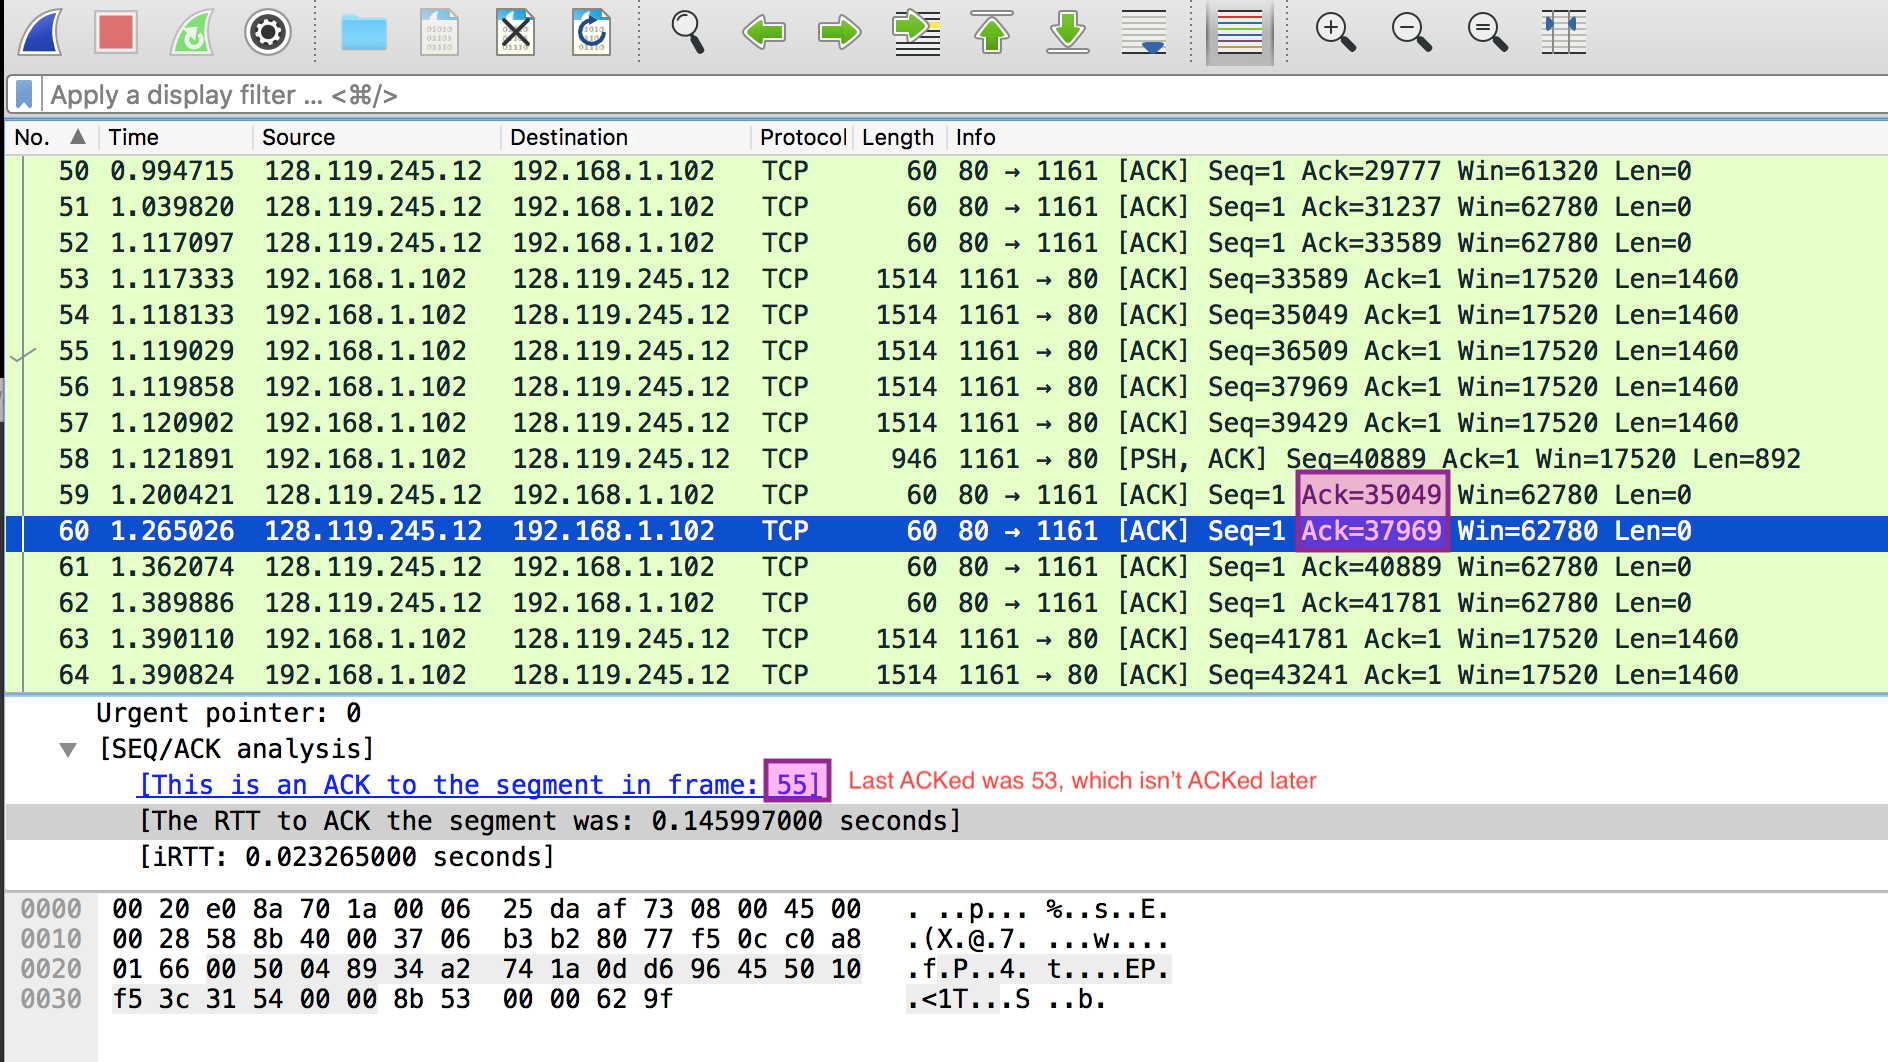 Apply a display filter ... <⌘/>
No. Time Source Destination Protocol Length Info
50 0.994715 128.119.245.12 192.168.1.102 TCP 60 80 → 1161 [ACK] Seq=1 Ack=29777 Win=61320 Len=0
51 1.039820 128.119.245.12 192.168.1.102 TCP 60 80 → 1161 [ACK] Seq=1 Ack=31237 Win=62780 Len=0
52 1.117097 128.119.245.12 192.168.1.102 TCP 60 80 → 1161 [ACK] Seq=1 Ack=33589 Win=62780 Len=0
53 1.117333 192.168.1.102 128.119.245.12 TCP 1514 1161 → 80 [ACK] Seq=33589 Ack=1 Win=17520 Len=1460
54 1.118133 192.168.1.102 128.119.245.12 TCP 1514 1161 → 80 [ACK] Seq=35049 Ack=1 Win=17520 Len=1460
55 1.119029 192.168.1.102 128.119.245.12 TCP 1514 1161 → 80 [ACK] Seq=36509 Ack=1 Win=17520 Len=1460
56 1.119858 192.168.1.102 128.119.245.12 TCP 1514 1161 → 80 [ACK] Seq=37969 Ack=1 Win=17520 Len=1460
57 1.120902 192.168.1.102 128.119.245.12 TCP 1514 1161 → 80 [ACK] Seq=39429 Ack=1 Win=17520 Len=1460
58 1.121891 192.168.1.102 128.119.245.12 TCP 946 1161 → 80 [PSH, ACK] Seq=40889 Ack=1 Win=17520 Len=892
59 1.200421 128.119.245.12 192.168.1.102 TCP 60 80 → 1161 [ACK] Seq=1 Ack=35049 Win=62780 Len=0
60 1.265026 128.119.245.12 192.168.1.102 TCP 60 80 → 1161 [ACK] Seq=1 Ack=37969 Win=62780 Len=0
61 1.362074 128.119.245.12 192.168.1.102 TCP 60 80 → 1161 [ACK] Seq=1 Ack=40889 Win=62780 Len=0
62 1.389886 128.119.245.12 192.168.1.102 TCP 60 80 → 1161 [ACK] Seq=1 Ack=41781 Win=62780 Len=0
63 1.390110 192.168.1.102 128.119.245.12 TCP 1514 1161 → 80 [ACK] Seq=41781 Ack=1 Win=17520 Len=1460
64 1.390824 192.168.1.102 128.119.245.12 TCP 1514 1161 → 80 [ACK] Seq=43241 Ack=1 Win=17520 Len=1460
Urgent pointer: 0
[SEQ/ACK analysis]
[This is an ACK to the segment in frame: 55] Last ACKed was 53, which isn't ACKed later
[The RTT to ACK the segment was: 0.145997000 seconds]
[iRTT: 0.023265000 seconds]
0000 00 20 e0 8a 70 1a 00 06 25 da af 73 08 00 45 00 . ..p... %..s..E.
0010 00 28 58 8b 40 00 37 06 b3 b2 80 77 f5 0c c0 a8 .(X.@.7. ...w....
0020 01 66 00 50 04 89 34 a2 74 1a 0d d6 96 45 50 10 .f.P..4. t....EP.
0030 f5 3c 31 54 00 00 8b 53 00 00 62 9f .<1T...S ..b.